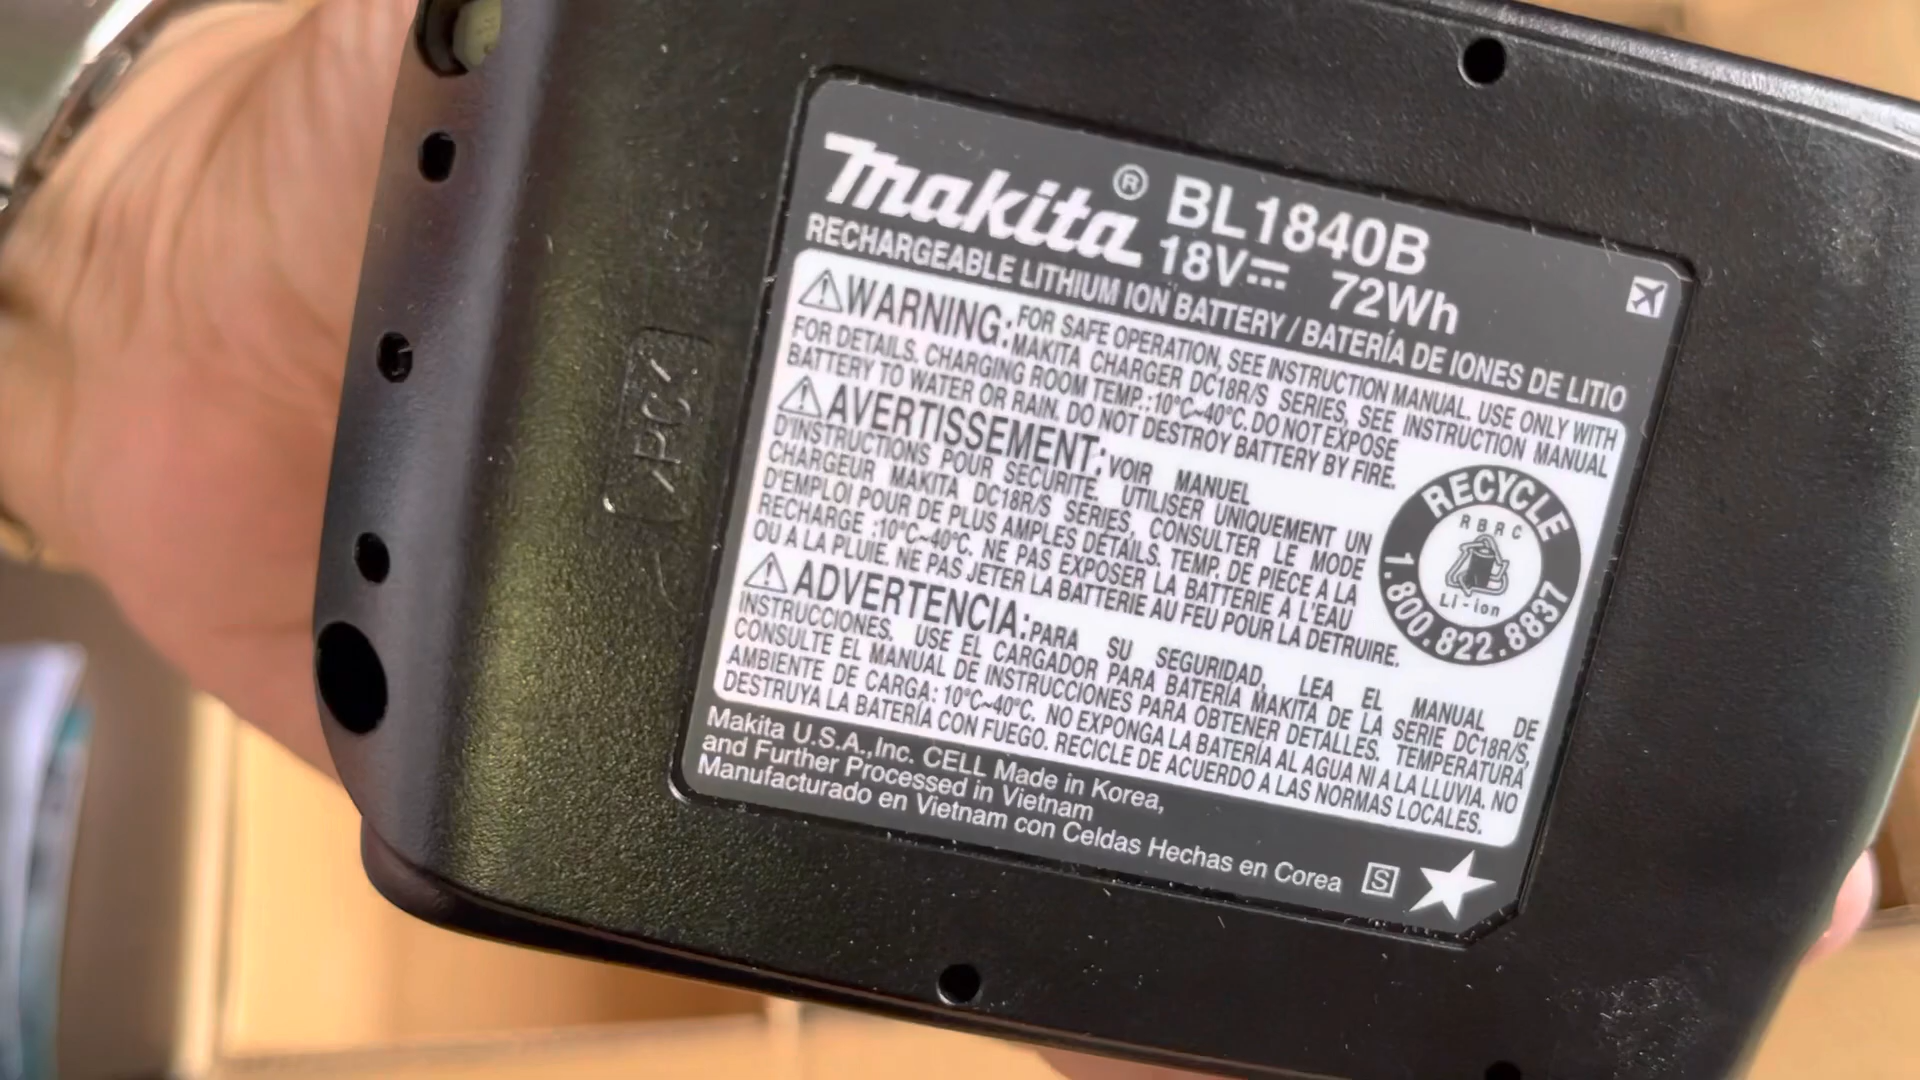 makita® BL1840B
18V⎓ 72Wh
RECHARGEABLE LITHIUM ION BATTERY / BATERÍA DE IONES DE LITIO
WARNING: FOR SAFE OPERATION, SEE INSTRUCTION MANUAL. USE ONLY WITH
MAKITA CHARGER DC18R/S SERIES, SEE INSTRUCTION MANUAL
FOR DETAILS. CHARGING ROOM TEMP.:10°C~40°C. DO NOT EXPOSE
BATTERY TO WATER OR RAIN. DO NOT DESTROY BATTERY BY FIRE.
AVERTISSEMENT: VOIR MANUEL
D'INSTRUCTIONS POUR SECURITE. UTILISER UNIQUEMENT UN
CHARGEUR MAKITA DC18R/S SERIES, CONSULTER LE MODE
D'EMPLOI POUR DE PLUS AMPLES DETAILS. TEMP. DE PIECE A LA
RECHARGE :10°C~40°C. NE PAS EXPOSER LA BATTERIE A L'EAU
OU A LA PLUIE. NE PAS JETER LA BATTERIE AU FEU POUR LA DETRUIRE.
RECYCLE
RBRC
Li-ion
1.800.822.8837
ADVERTENCIA: PARA SU SEGURIDAD, LEA EL MANUAL DE
INSTRUCCIONES. USE EL CARGADOR PARA BATERÍA MAKITA DE LA SERIE DC18R/S,
CONSULTE EL MANUAL DE INSTRUCCIONES PARA OBTENER DETALLES. TEMPERATURA
AMBIENTE DE CARGA: 10°C~40°C. NO EXPONGA LA BATERÍA AL AGUA NI A LA LLUVIA. NO
DESTRUYA LA BATERÍA CON FUEGO. RECICLE DE ACUERDO A LAS NORMAS LOCALES.
Makita U.S.A.,Inc. CELL Made in Korea,
and Further Processed in Vietnam
Manufacturado en Vietnam con Celdas Hechas en Corea
S